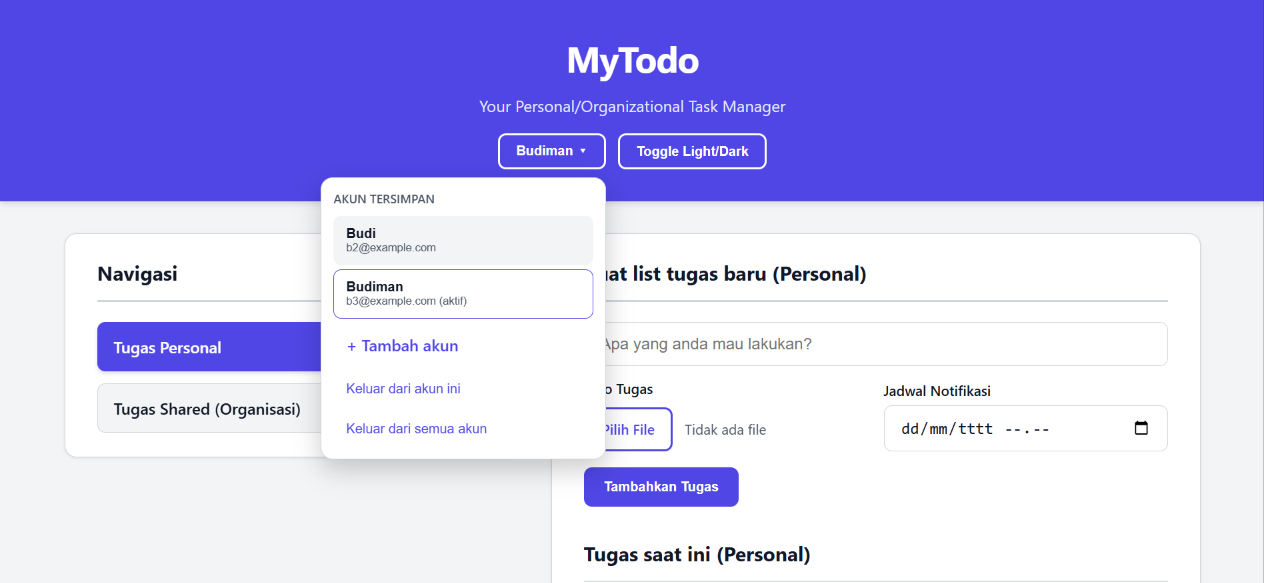 MyTodo
Your Personal/Organizational Task Manager
Budiman ▾
Toggle Light/Dark
AKUN TERSIMPAN
Budi
b2@example.com
Budiman
b3@example.com (aktif)
+ Tambah akun
Keluar dari akun ini
Keluar dari semua akun
Navigasi
Tugas Personal
Tugas Shared (Organisasi)
list tugas baru (Personal)
Apa yang anda mau lakukan?
Tugas
Pilih File
Tidak ada file
Jadwal Notifikasi
dd/mm/tttt --.--
Tambahkan Tugas
Tugas saat ini (Personal)